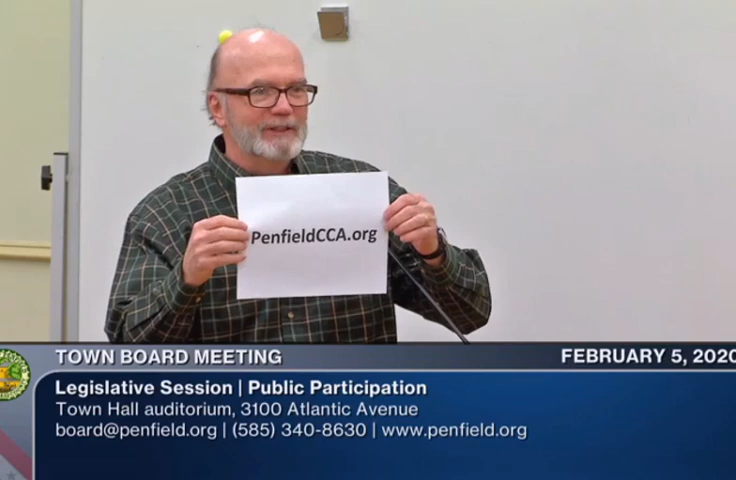 PenfieldCCA.org
TOWN BOARD MEETING FEBRUARY 5, 2020
Legislative Session | Public Participation
Town Hall auditorium, 3100 Atlantic Avenue
board@penfield.org | (585) 340-8630 | www.penfield.org